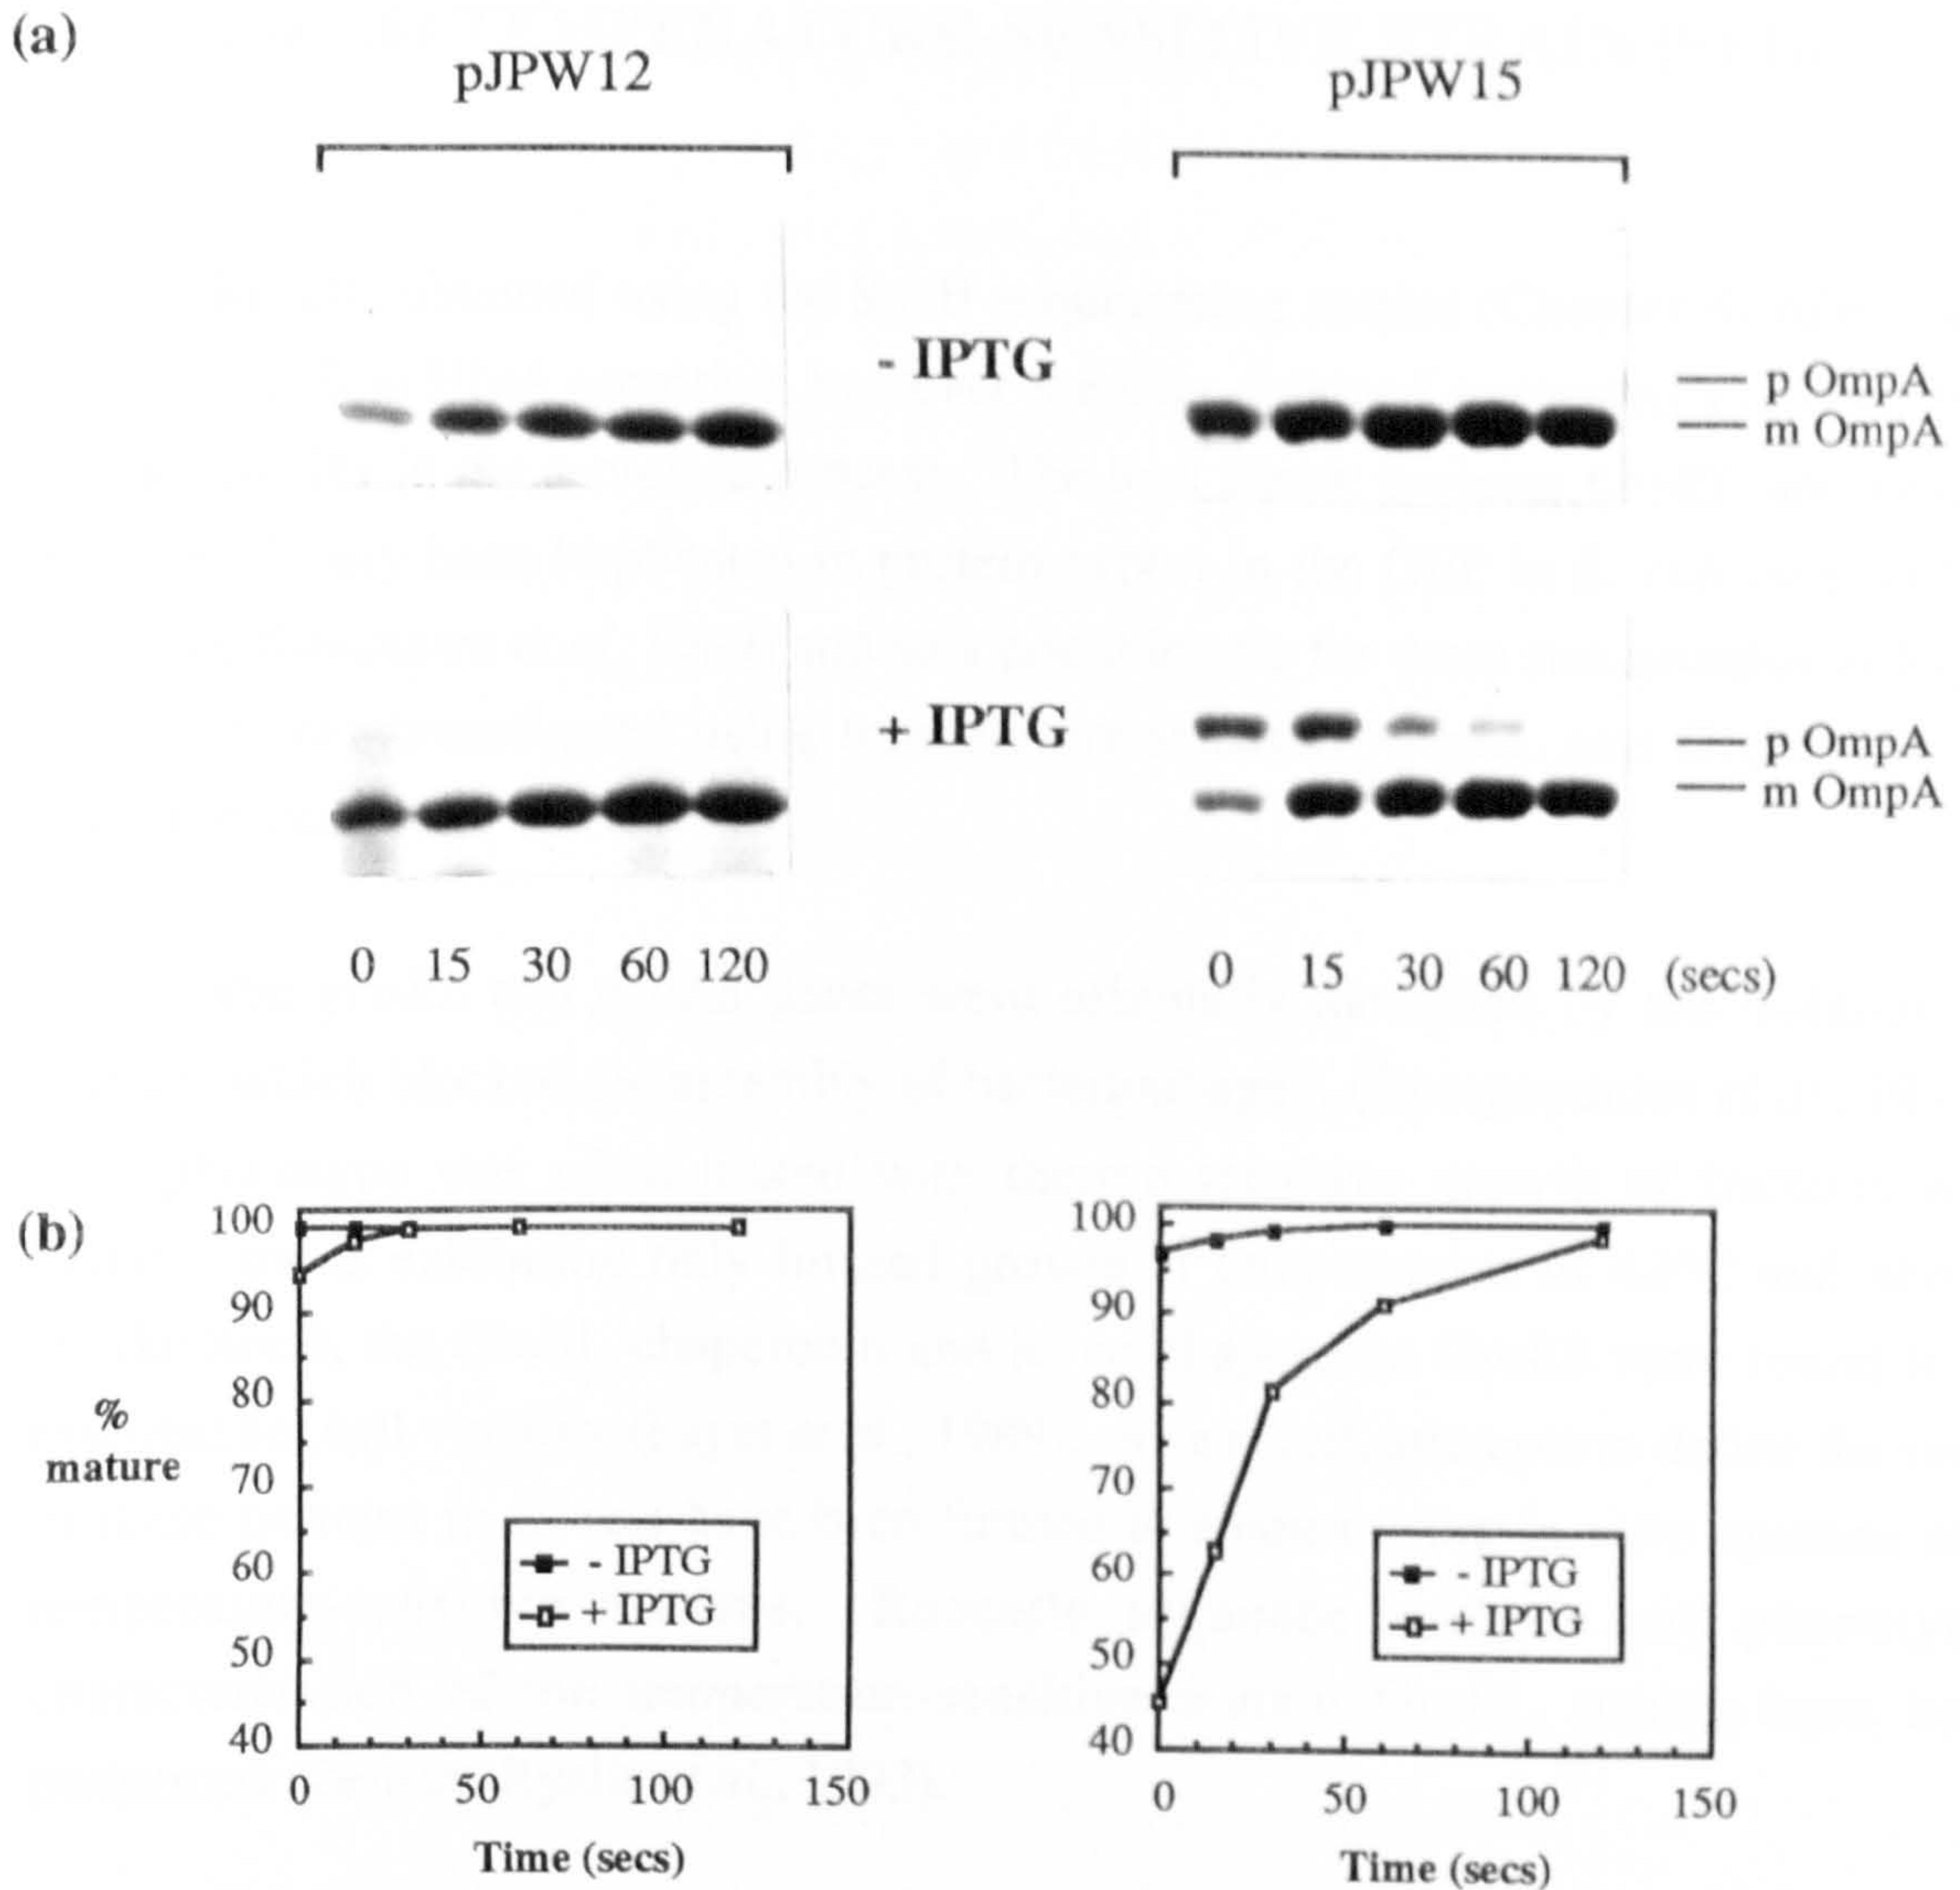 (a)
pJPW12
pJPW15
- IPTG
p OmpA
m OmpA
+ IPTG
p OmpA
m OmpA
0 15 30 60 120
0 15 30 60 120 (secs)
(b)
100
90
80
70
60
50
40
% mature
- IPTG
+ IPTG
0 50 100 150
Time (secs)
100
90
80
70
60
50
40
- IPTG
+ IPTG
0 50 100 150
Time (secs)